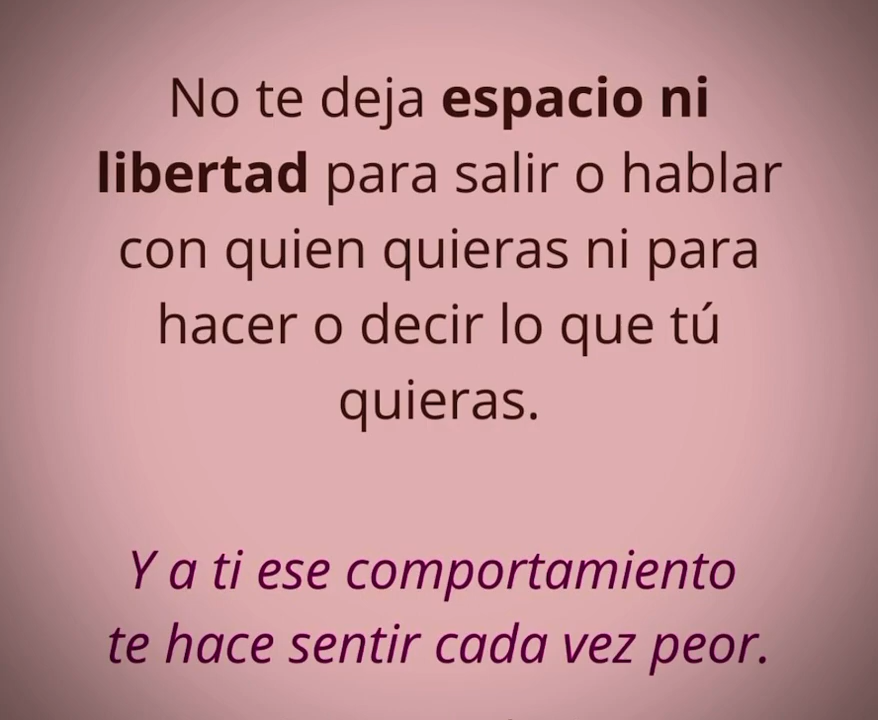 No te deja espacio ni
libertad para salir o hablar
con quien quieras ni para
hacer o decir lo que tú
quieras.
Y a ti ese comportamiento
te hace sentir cada vez peor.